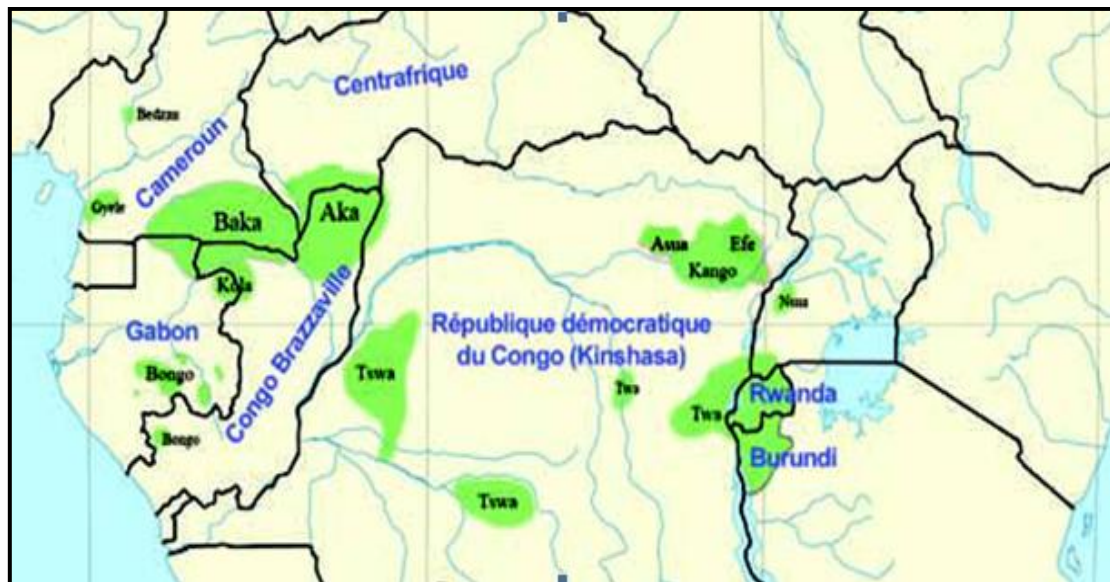 Centrafrique
Bedzan
Cameroun
Gyele
Baka
Aka
Kola
Gabon
Congo Brazzaville
Bongo
Bongo
Tswa
République démocratique
du Congo (Kinshasa)
Asua
Efe
Kango
Twa
Twa
Rwanda
Burundi
Tswa